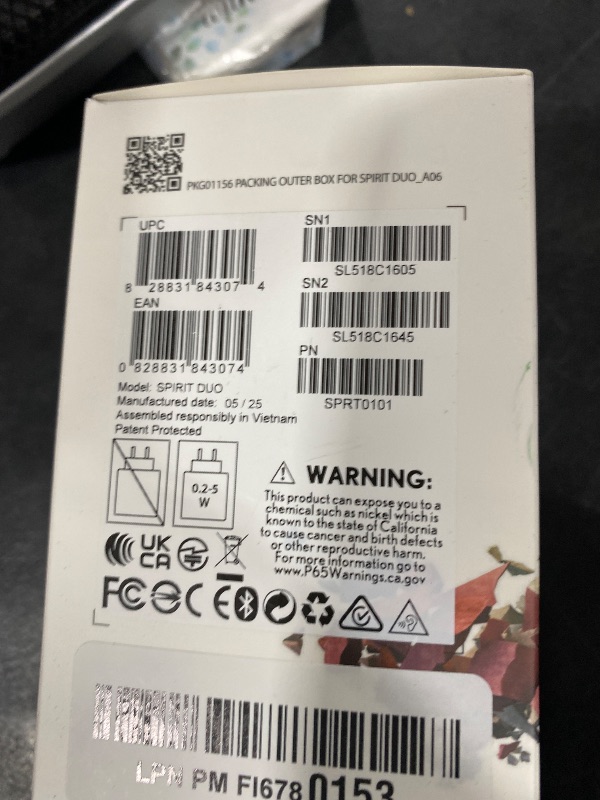 PKG01156 PACKING OUTER BOX FOR SPIRIT DUO_A06
UPC
8 28831 84307 4
EAN
0 828831 843074
SN1
SL518C1605
SN2
SL518C1645
PN
SPRT0101
Model: SPIRIT DUO
Manufactured date: 05 / 25
Assembled responsibly in Vietnam
Patent Protected
0.2-5
W
WARNING:
This product can expose you to a
chemical such as nickel which is
known to the state of California
to cause cancer and birth defects
or other reproductive harm.
For more information go to
www.P65Warnings.ca.gov
UK
CA
FC CE
LPN PM FI678 0153